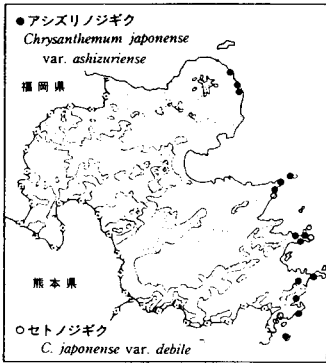 ●アシズリノジギク
Chrysanthemum japonense
var. ashizuriense
福岡県
熊本県
○セトノジギク
C. japonense var. debile